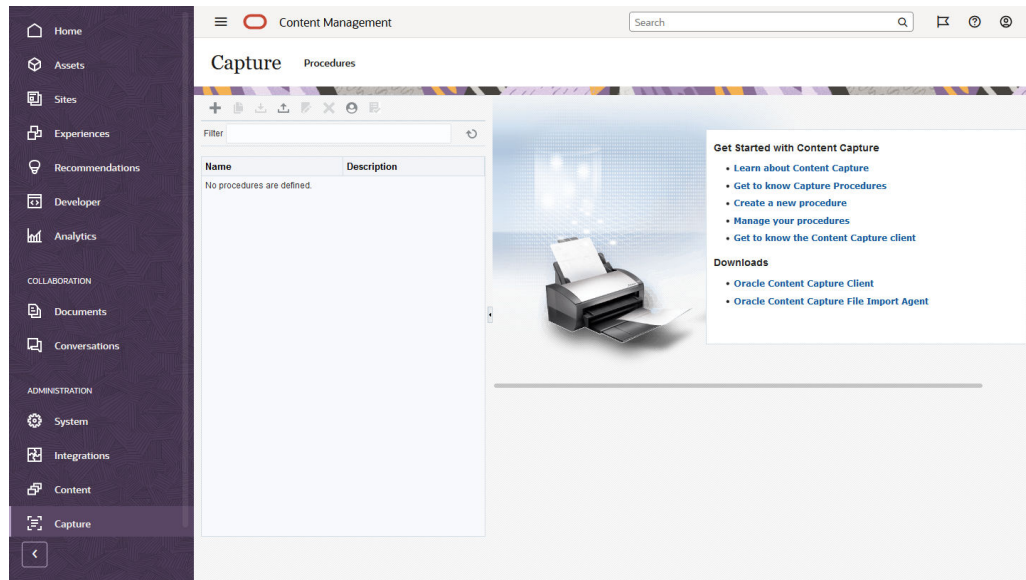 Home
Assets
Sites
Experiences
Recommendations
Developer
Analytics
COLLABORATION
Documents
Conversations
ADMINISTRATION
System
Integrations
Content
Capture
Content Management
Search
Capture Procedures
Filter
Name Description
No procedures are defined.
Get Started with Content Capture
• Learn about Content Capture
• Get to know Capture Procedures
• Create a new procedure
• Manage your procedures
• Get to know the Content Capture client
Downloads
• Oracle Content Capture Client
• Oracle Content Capture File Import Agent